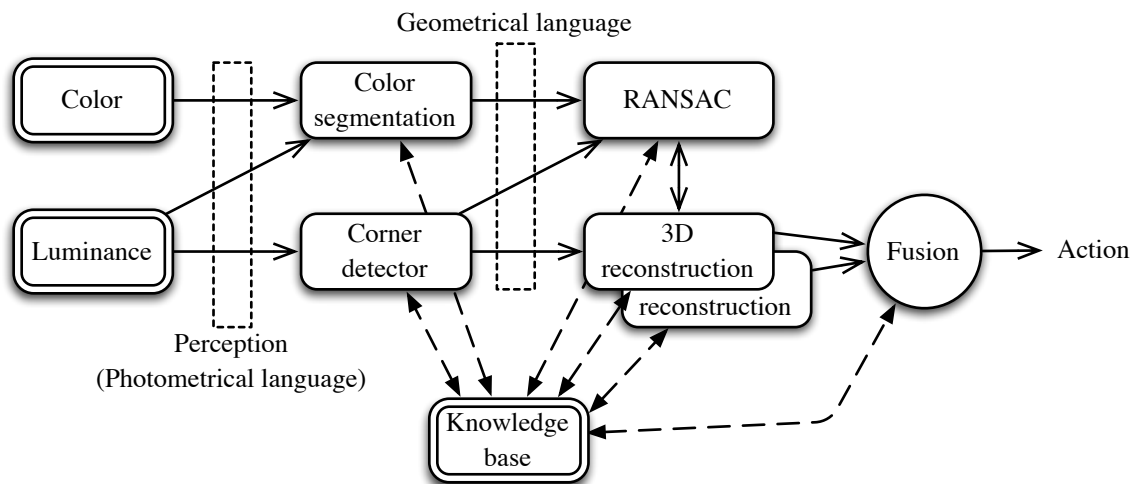 Geometrical language
Color
Color
segmentation
RANSAC
Luminance
Corner
detector
3D
reconstruction
reconstruction
Fusion
Action
Perception
(Photometrical language)
Knowledge
base